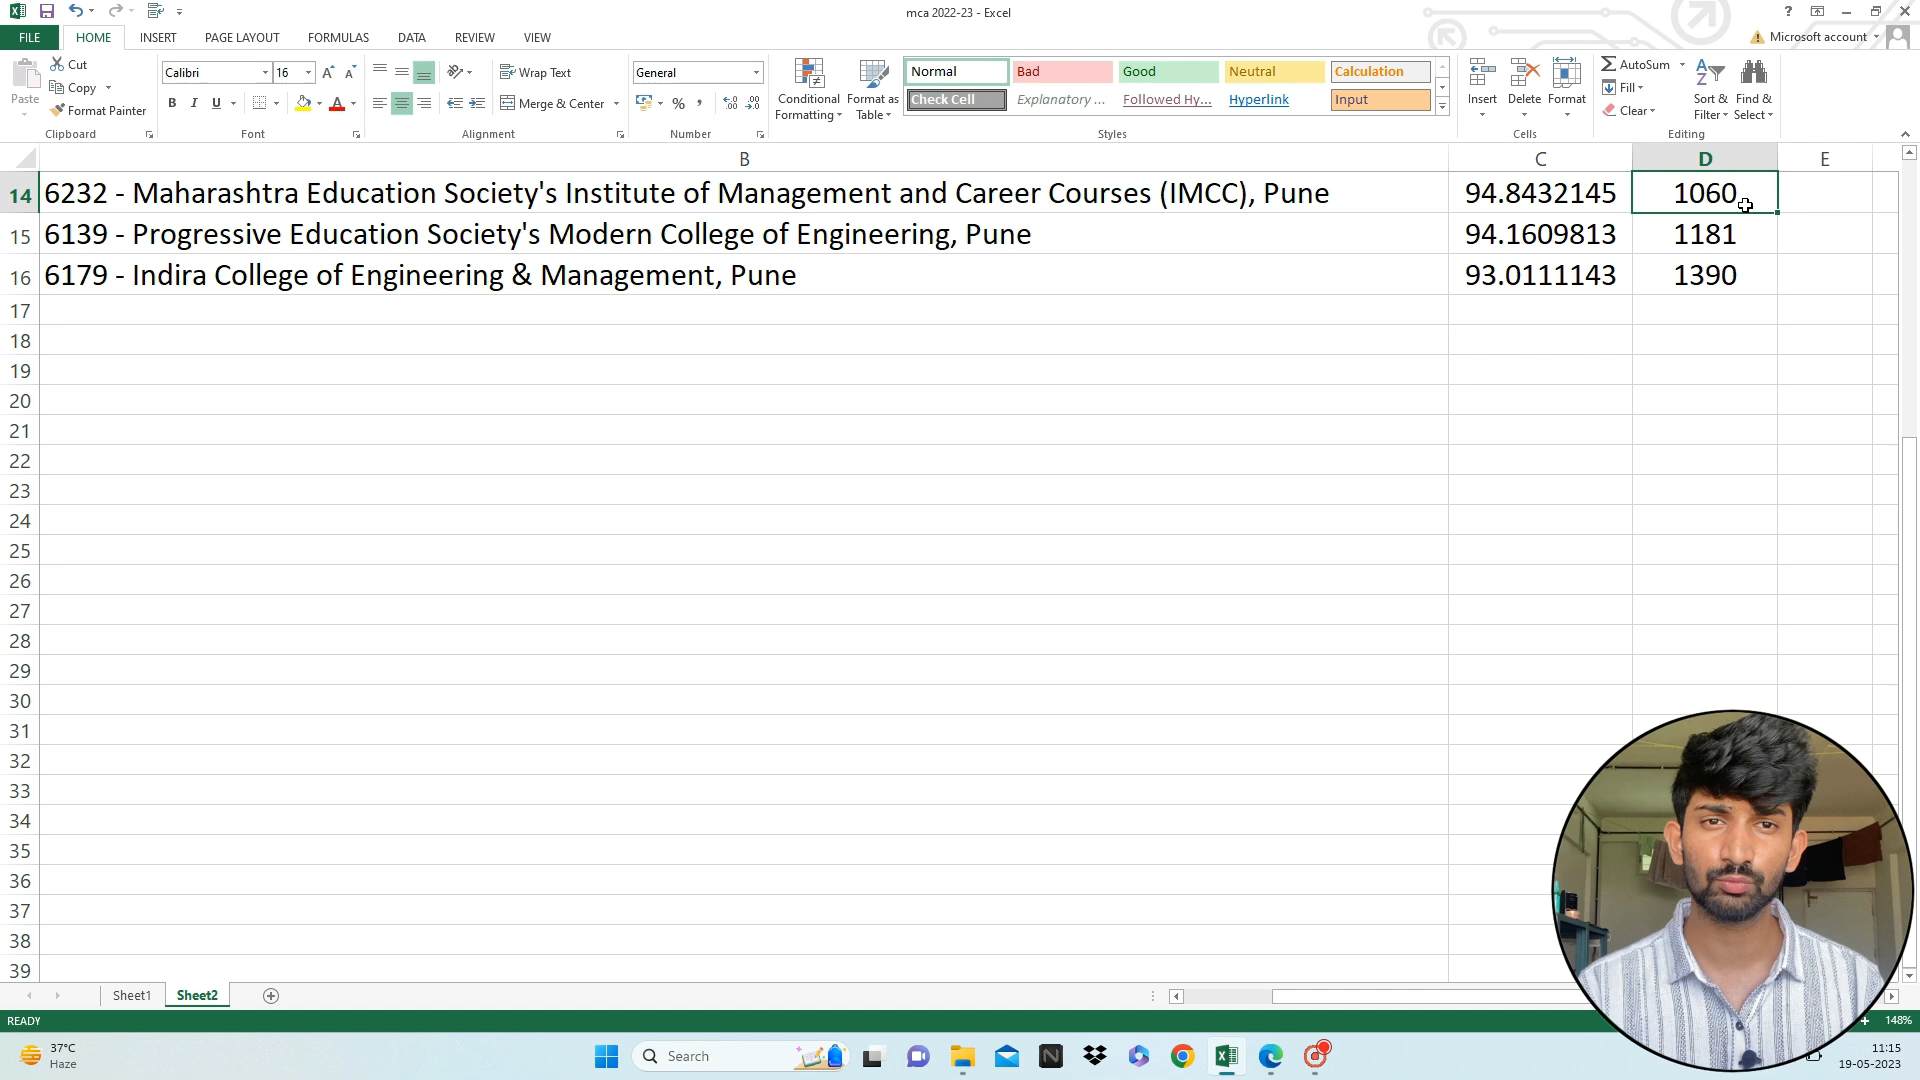 mca 2022-23 - Excel
?
FILE HOME INSERT PAGE LAYOUT FORMULAS DATA REVIEW VIEW
Microsoft account
Paste
Cut
Copy
Format Painter
Clipboard
Calibri 16
B I U A
Font
Wrap Text
Merge & Center
Alignment
General
%
Number
Conditional Formatting
Format as Table
Normal Bad Good Neutral Calculation
Check Cell Explanatory ... Followed Hy... Hyperlink Input
Styles
Insert Delete Format
Cells
AutoSum
Fill
Clear
Sort & Filter
Find & Select
Editing
B C D E
14 6232 - Maharashtra Education Society's Institute of Management and Career Courses (IMCC), Pune 94.8432145 1060
15 6139 - Progressive Education Society's Modern College of Engineering, Pune 94.1609813 1181
16 6179 - Indira College of Engineering & Management, Pune 93.0111143 1390
17
18
19
20
21
22
23
24
25
26
27
28
29
30
31
32
33
34
35
36
37
38
39
Sheet1 Sheet2
READY
148%
37°C
Haze
Search
11:15
19-05-2023